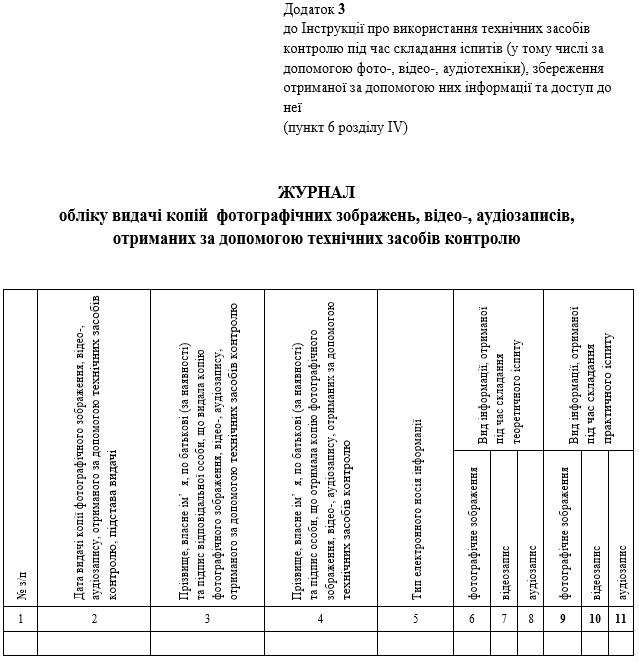 Додаток 3
до Інструкції про використання технічних засобів
контролю під час складання іспитів (у тому числі за
допомогою фото-, відео-, аудіотехніки), збереження
отриманої за допомогою них інформації та доступ до
неї
(пункт 6 розділу IV)
ЖУРНАЛ
обліку видачі копій фотографічних зображень, відео-, аудіозаписів,
отриманих за допомогою технічних засобів контролю
№ з/п
Дата видачі копії фотографічного зображення, відео-,
аудіозапису, отриманого за допомогою технічних засобів
контролю, підстава видачі
Прізвище, власне ім’ я, по батькові (за наявності)
та підпис відповідальної особи, що видала копію
фотографічного зображення, відео-, аудіозапису,
отриманого за допомогою технічних засобів контролю
Прізвище, власне ім’ я, по батькові (за наявності)
та підпис особи, що отримала копію фотографічного
зображення, відео-, аудіозапису, отриманих за допомогою
технічних засобів контролю
Тип електронного носія інформації
Вид інформації, отриманої
під час складання
теоретичного іспиту
Вид інформації, отриманої
під час складання
практичного іспиту
фотографічне зображення
відеозапис
аудіозапис
фотографічне зображення
відеозапис
аудіозапис
1 2 3 4 5 6 7 8 9 10 11